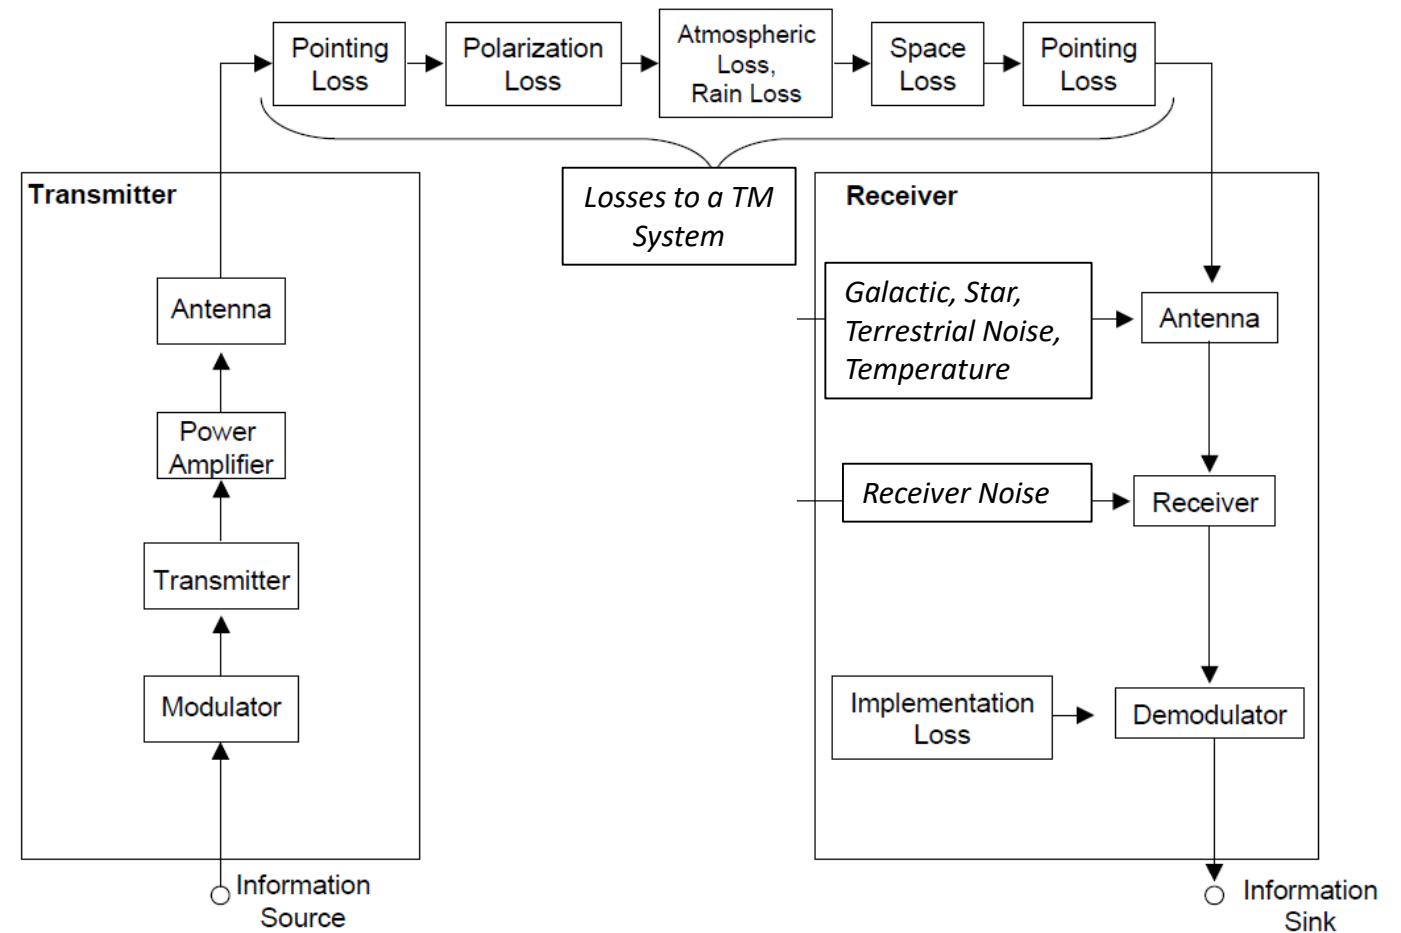 Pointing
Loss
Polarization
Loss
Atmospheric
Loss,
Rain Loss
Space
Loss
Pointing
Loss
Losses to a TM
System
Transmitter
Antenna
Power
Amplifier
Transmitter
Modulator
Information
Source
Receiver
Galactic, Star,
Terrestrial Noise,
Temperature
Antenna
Receiver Noise
Receiver
Implementation
Loss
Demodulator
Information
Sink